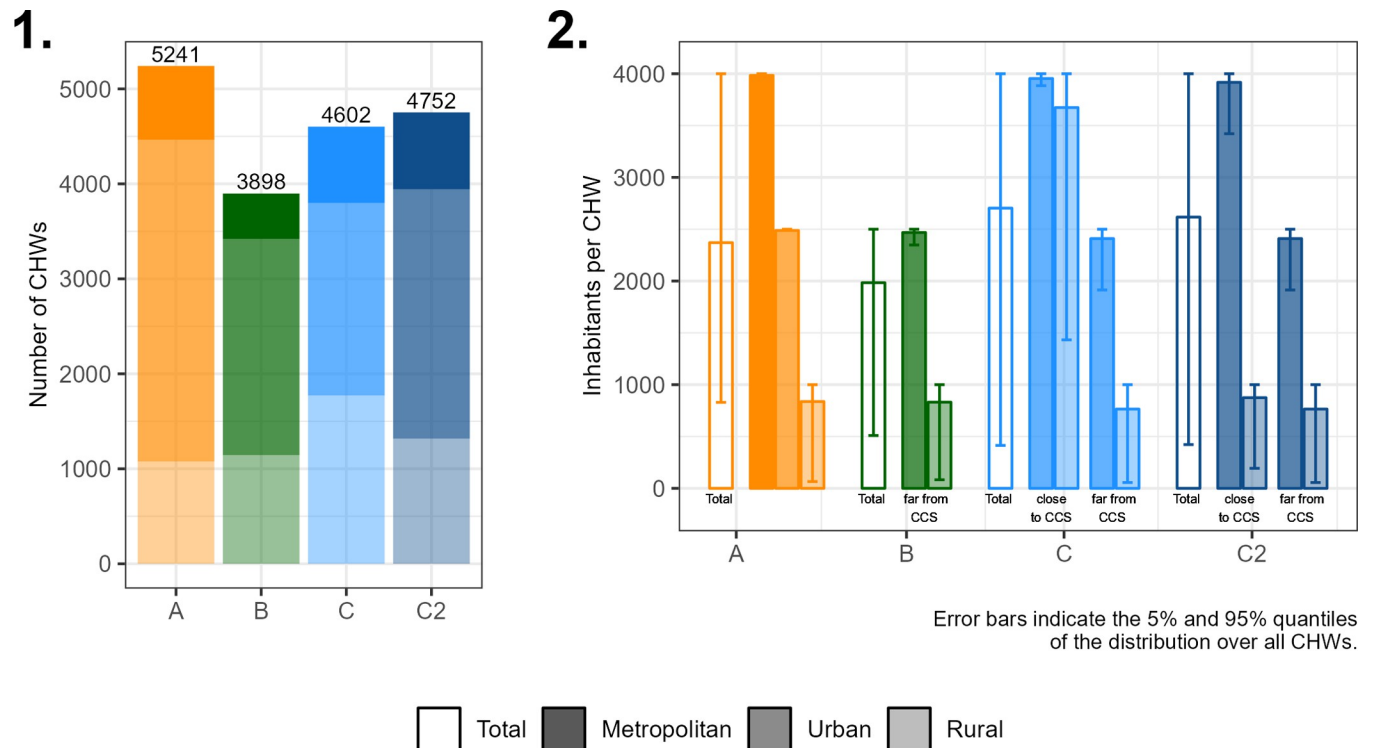 1.
5241
3898
4602
4752
5000
4000
3000
2000
1000
0
Number of CHWs
A B C C2
2.
4000
3000
2000
1000
0
Inhabitants per CHW
Total Total far from Total close far from Total close far from
CCS to CCS CCS to CCS CCS
A B C C2
Error bars indicate the 5% and 95% quantiles
of the distribution over all CHWs.
Total Metropolitan Urban Rural